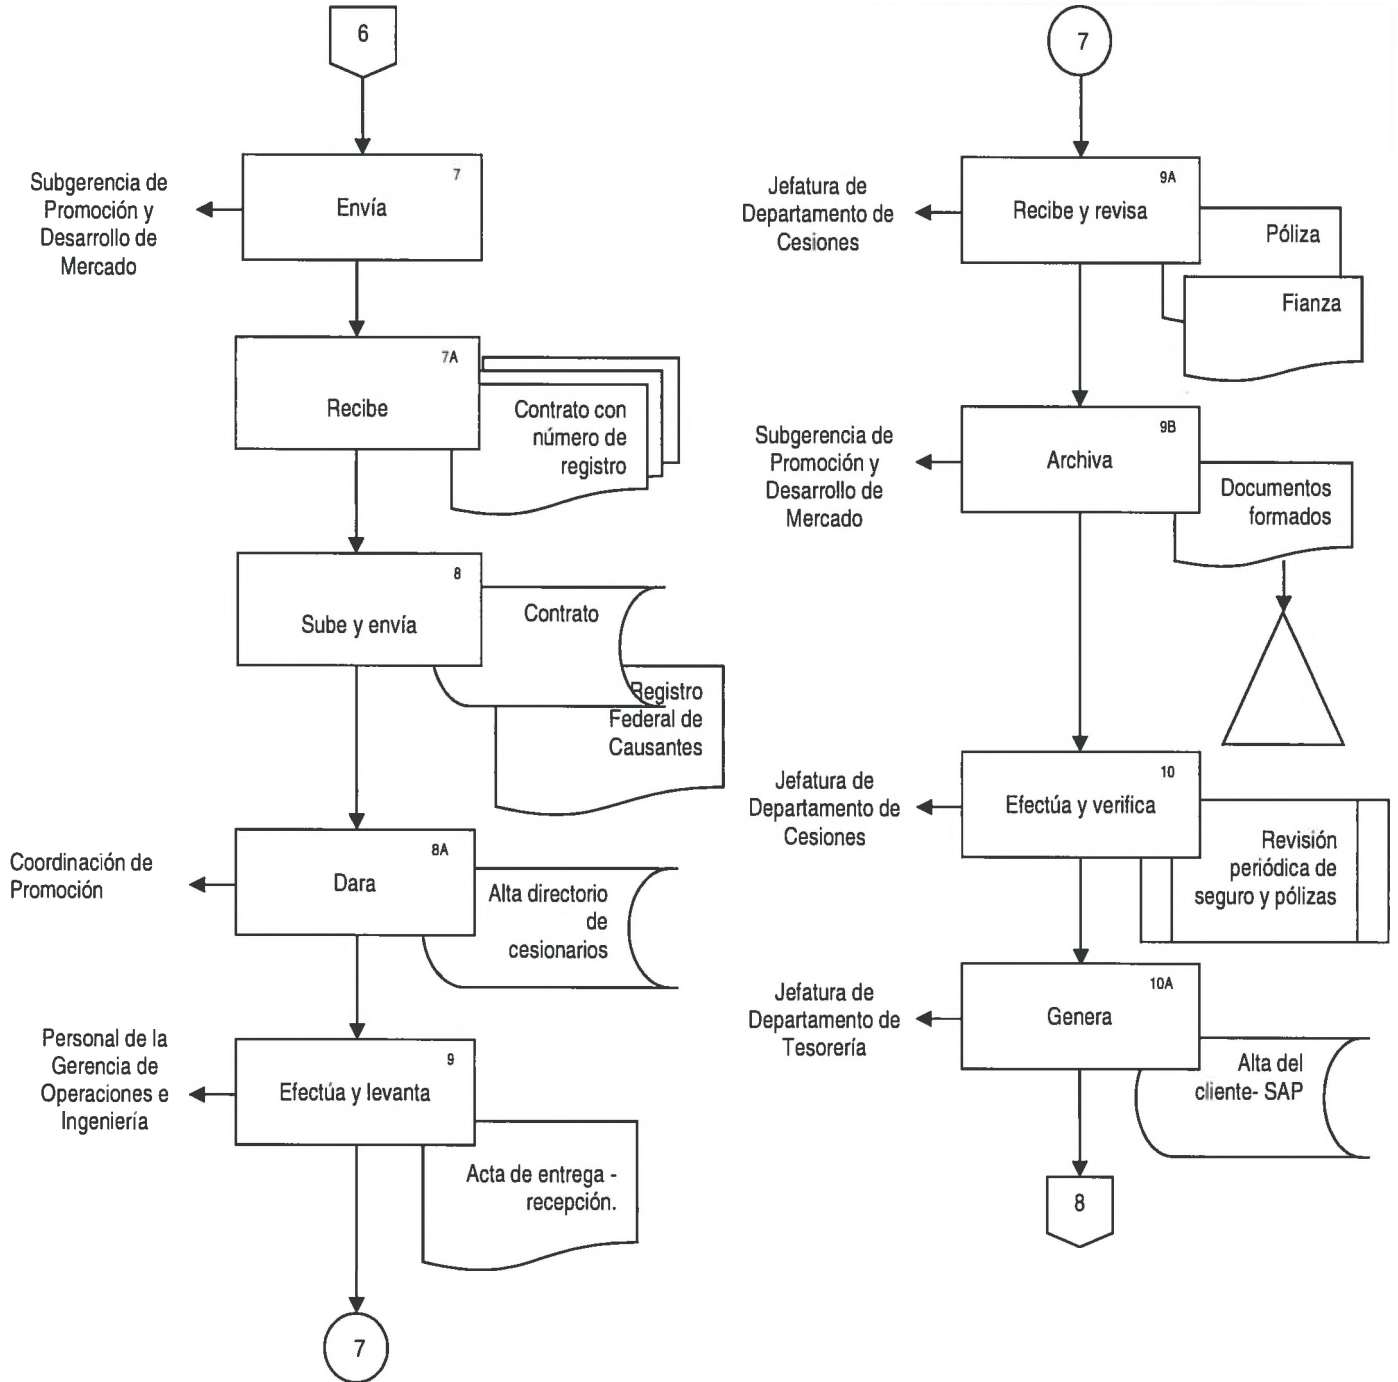 6
7
Envía
Subgerencia de
Promoción y
Desarrollo de
Mercado
7A
Recibe
Contrato con
número de
registro
8
Sube y envía
Contrato
Registro
Federal de
Causantes
8A
Dara
Coordinación de
Promoción
Alta directorio
de
cesionarios
9
Efectúa y levanta
Personal de la
Gerencia de
Operaciones e
Ingeniería
Acta de entrega -
recepción.
7
7
9A
Recibe y revisa
Jefatura de
Departamento de
Cesiones
Póliza
Fianza
9B
Archiva
Subgerencia de
Promoción y
Desarrollo de
Mercado
Documentos
formados
10
Efectúa y verifica
Jefatura de
Departamento de
Cesiones
Revisión
periódica de
seguro y pólizas
10A
Genera
Jefatura de
Departamento de
Tesorería
Alta del
cliente- SAP
8